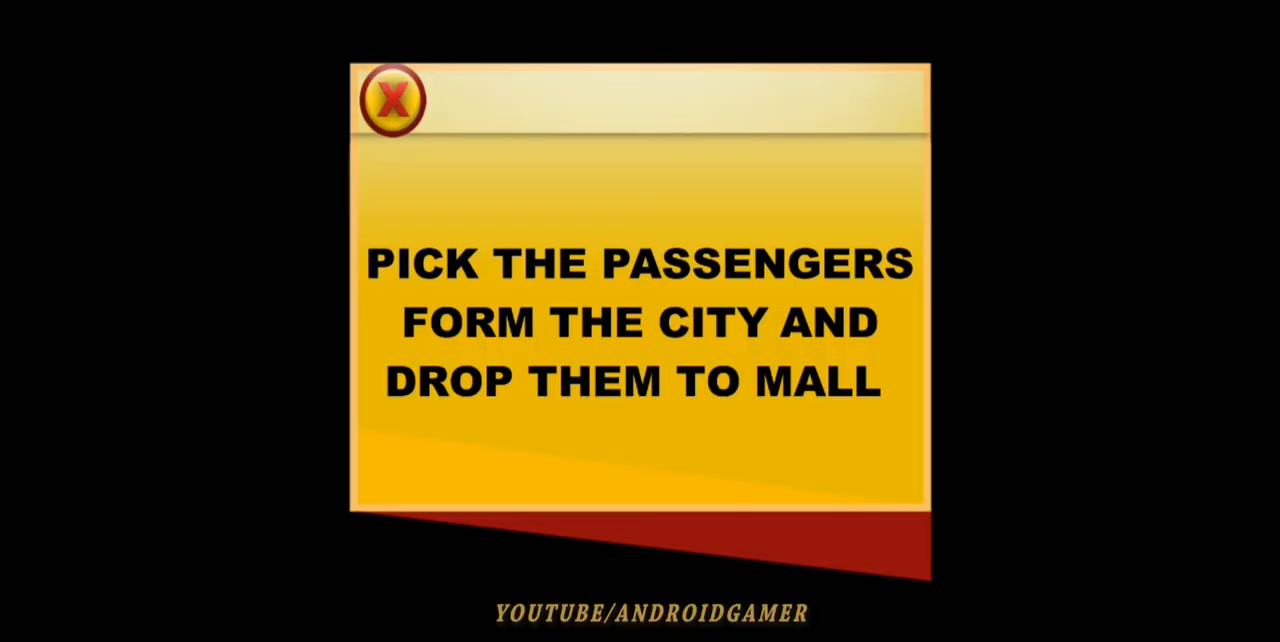 X
PICK THE PASSENGERS
FORM THE CITY AND
DROP THEM TO MALL
YOUTUBE/ANDROIDGAMER